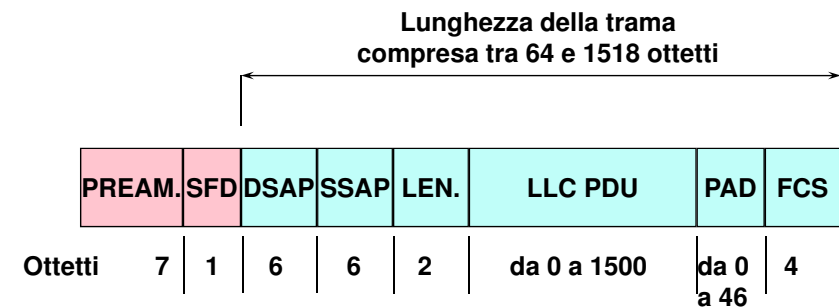 Lunghezza della trama
compresa tra 64 e 1518 ottetti
PREAM. SFD DSAP SSAP LEN. LLC PDU PAD FCS
Ottetti 7 1 6 6 2 da 0 a 1500 da 0 4
a 46